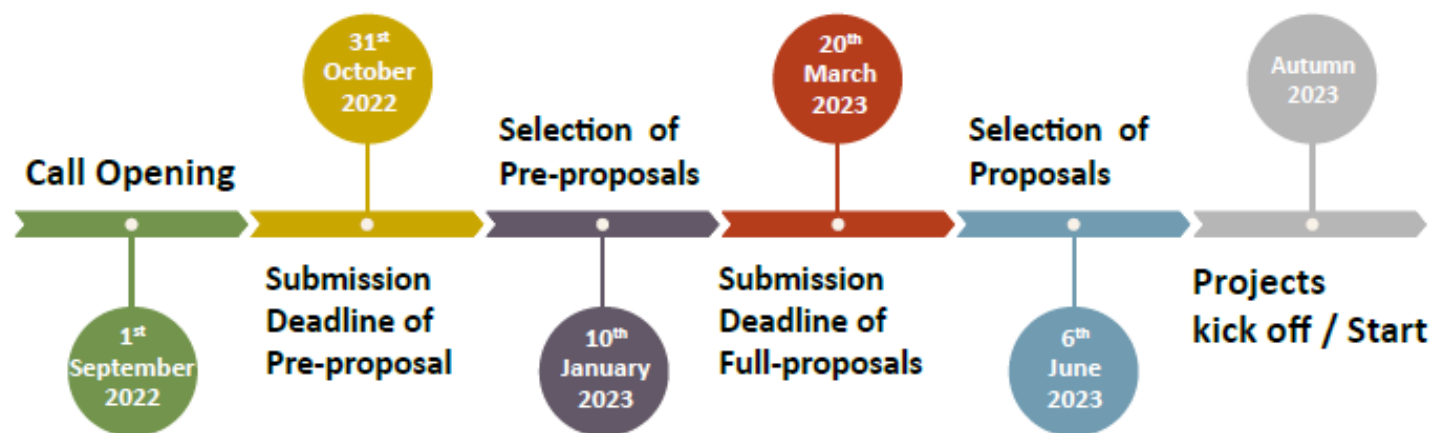 Call Opening
1st
September
2022
31st
October
2022
Submission
Deadline of
Pre-proposal
Selection of
Pre-proposals
10th
January
2023
20th
March
2023
Submission
Deadline of
Full-proposals
Selection of
Proposals
6th
June
2023
Autumn
2023
Projects
kick off / Start